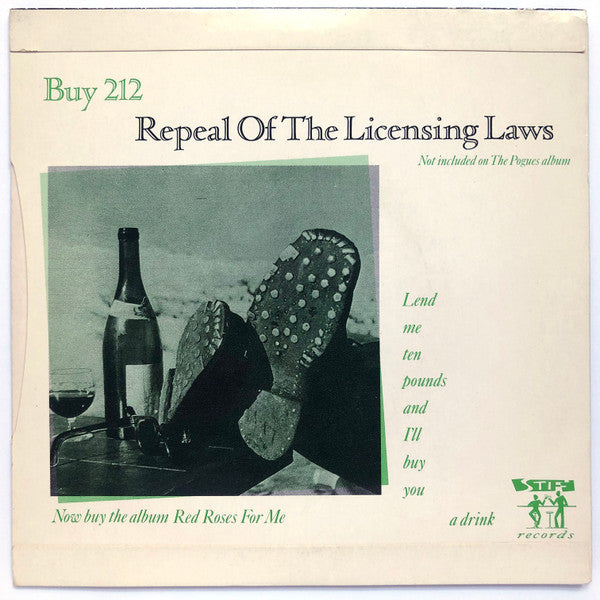 Buy 212
Repeal Of The Licensing Laws
Not included on The Pogues album
Lend
me
ten
pounds
and
I'll
buy
you
a drink
Now buy the album Red Roses For Me
STIFF
records